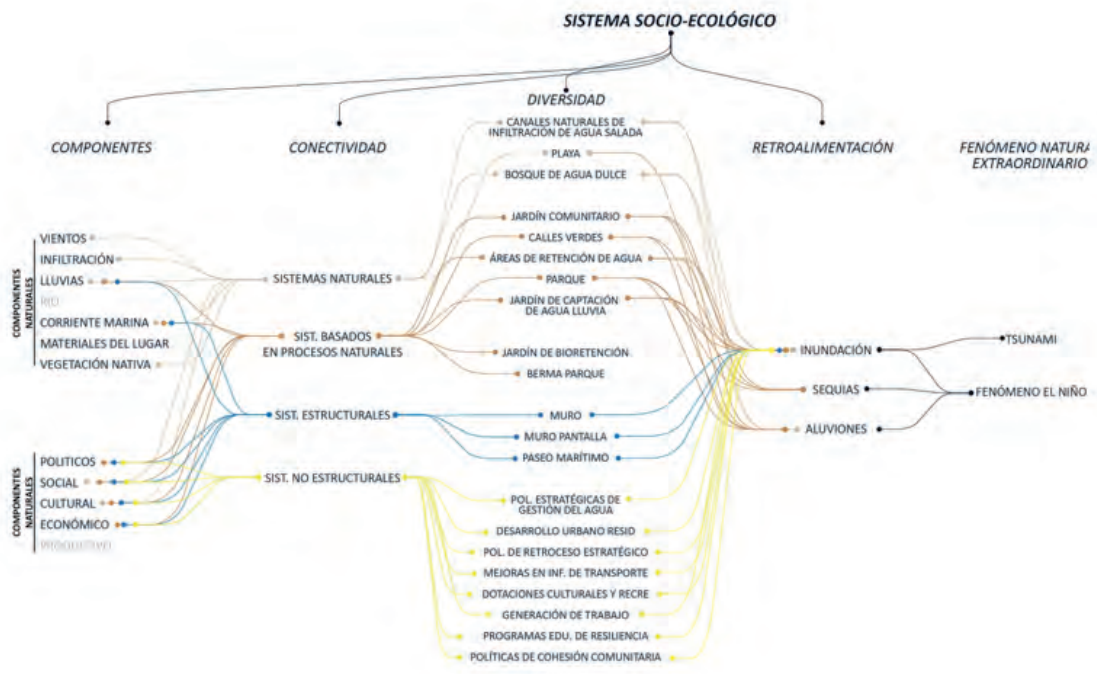 SISTEMA SOCIO-ECOLÓGICO
COMPONENTES
CONECTIVIDAD
DIVERSIDAD
RETROALIMENTACIÓN
FENÓMENO NATURA
EXTRAORDINARIO
COMPONENTES
NATURALES
VIENTOS
INFILTRACIÓN
LLUVIAS
RIO
CORRIENTE MARINA
MATERIALES DEL LUGAR
VEGETACIÓN NATIVA
COMPONENTES
NATURALES
POLITICOS
SOCIAL
CULTURAL
ECONÓMICO
SISTEMAS NATURALES
SIST. BASADOS
EN PROCESOS NATURALES
SIST. ESTRUCTURALES
SIST. NO ESTRUCTURALES
CANALES NATURALES DE
INFILTRACIÓN DE AGUA SALADA
PLAYA
BOSQUE DE AGUA DULCE
JARDÍN COMUNITARIO
CALLES VERDES
ÁREAS DE RETENCIÓN DE AGUA
PARQUE
JARDÍN DE CAPTACIÓN
DE AGUA LLUVIA
JARDÍN DE BIORETENCIÓN
BERMA PARQUE
MURO
MURO PANTALLA
PASEO MARÍTIMO
POL. ESTRATÉGICAS DE
GESTIÓN DEL AGUA
DESARROLLO URBANO RESID
POL. DE RETROCESO ESTRATÉGICO
MEJORAS EN INF. DE TRANSPORTE
DOTACIONES CULTURALES Y RECRE
GENERACIÓN DE TRABAJO
PROGRAMAS EDU. DE RESILIENCIA
POLÍTICAS DE COHESIÓN COMUNITARIA
INUNDACIÓN
SEQUIAS
ALUVIONES
TSUNAMI
FENÓMENO EL NIÑO